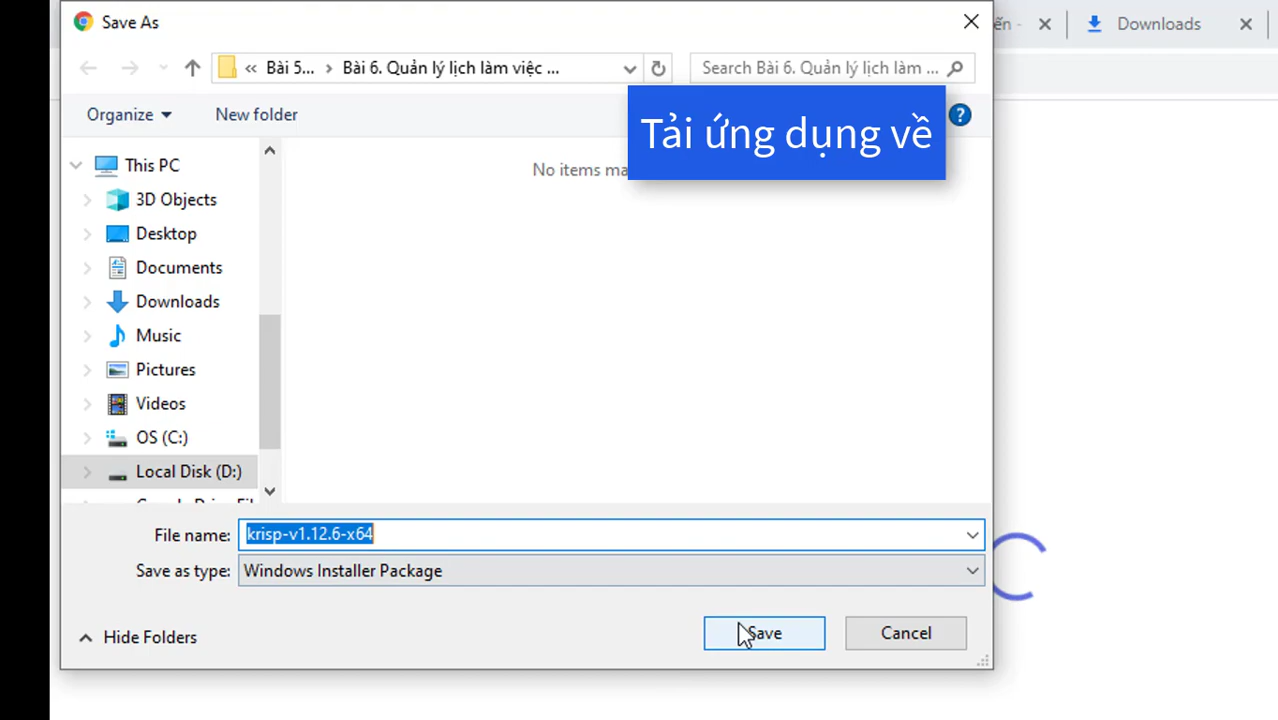 Save As
ến -
Downloads
Bài 5...
Bài 6. Quản lý lịch làm việc ...
Search Bài 6. Quản lý lịch làm ...
Organize
New folder
Tải ứng dụng về
No items ma
This PC
3D Objects
Desktop
Documents
Downloads
Music
Pictures
Videos
OS (C:)
Local Disk (D:)
File name:
krisp-v1.12.6-x64
Save as type:
Windows Installer Package
Hide Folders
Save
Cancel